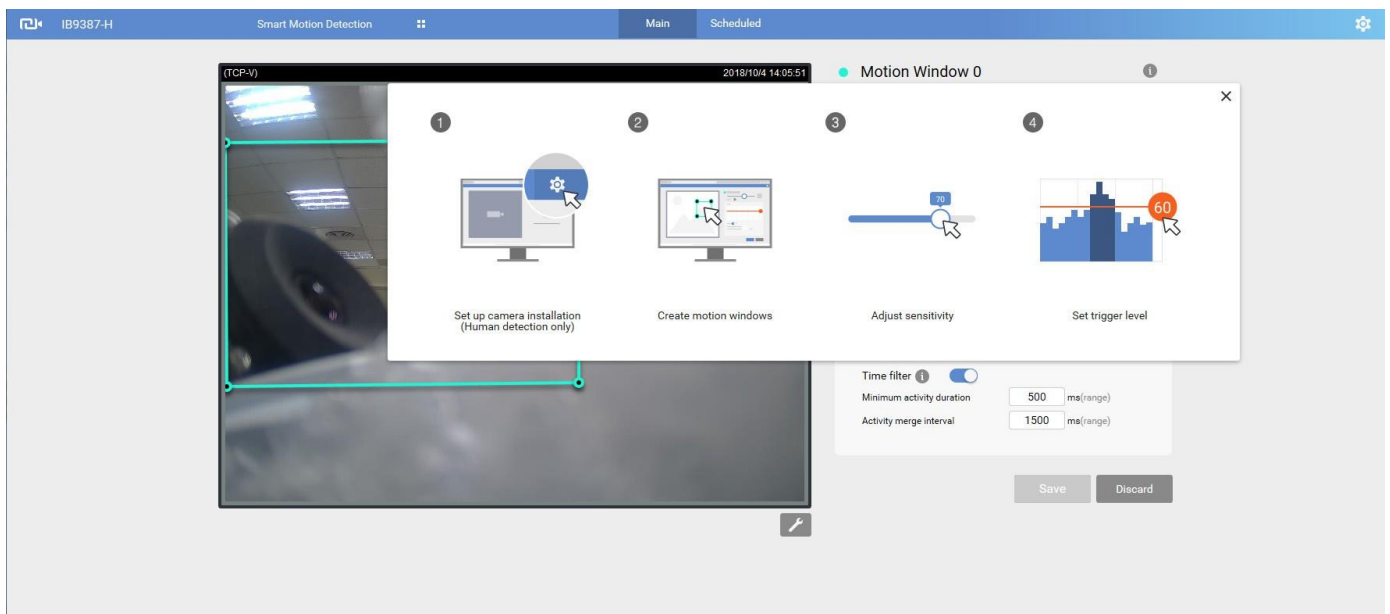 IB9387-H
Smart Motion Detection
Main
Scheduled
(TCP-V)
2018/10/4 14:05:51
Motion Window 0
1
2
3
4
70
60
Set up camera installation
(Human detection only)
Create motion windows
Adjust sensitivity
Set trigger level
Time filter
Minimum activity duration 500 ms(range)
Activity merge interval 1500 ms(range)
Save
Discard